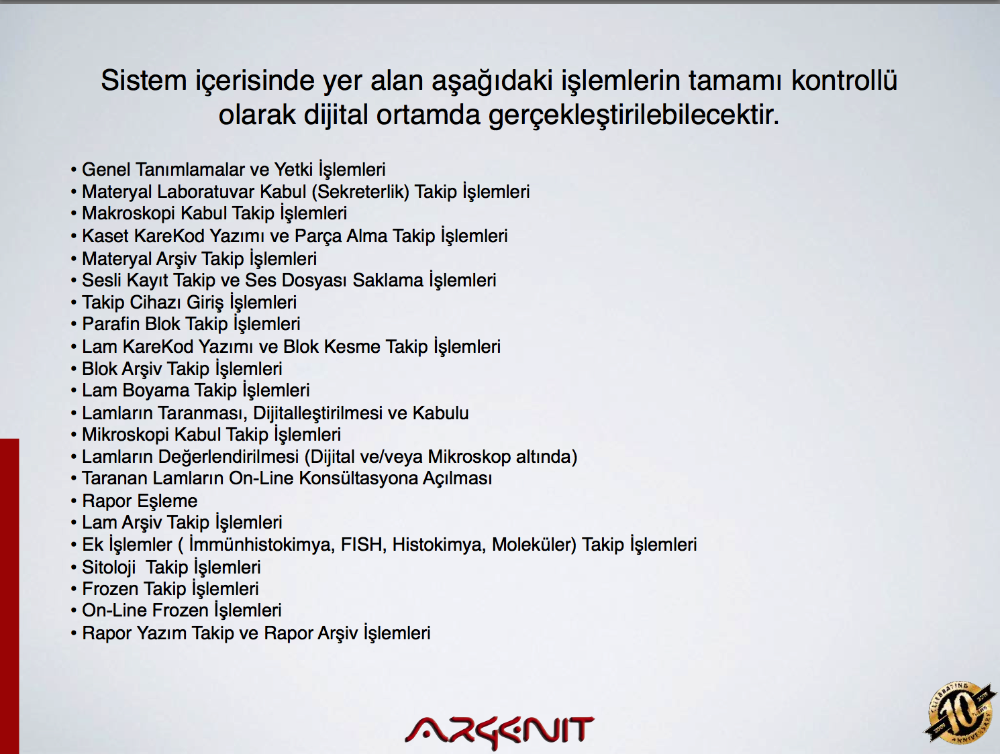 Sistem içerisinde yer alan aşağıdaki işlemlerin tamamı kontrollü
olarak dijital ortamda gerçekleştirilebilecektir.
• Genel Tanımlamalar ve Yetki İşlemleri
• Materyal Laboratuvar Kabul (Sekreterlik) Takip İşlemleri
• Makroskopi Kabul Takip İşlemleri
• Kaset KareKod Yazımı ve Parça Alma Takip İşlemleri
• Materyal Arşiv Takip İşlemleri
• Sesli Kayıt Takip ve Ses Dosyası Saklama İşlemleri
• Takip Cihazı Giriş İşlemleri
• Parafin Blok Takip İşlemleri
• Lam KareKod Yazımı ve Blok Kesme Takip İşlemleri
• Blok Arşiv Takip İşlemleri
• Lam Boyama Takip İşlemleri
• Lamların Taranması, Dijitalleştirilmesi ve Kabulu
• Mikroskopi Kabul Takip İşlemleri
• Lamların Değerlendirilmesi (Dijital ve/veya Mikroskop altında)
• Taranan Lamların On-Line Konsültasyona Açılması
• Rapor Eşleme
• Lam Arşiv Takip İşlemleri
• Ek İşlemler ( İmmünhistokimya, FISH, Histokimya, Moleküler) Takip İşlemleri
• Sitoloji  Takip İşlemleri
• Frozen Takip İşlemleri
• On-Line Frozen İşlemleri
• Rapor Yazım Takip ve Rapor Arşiv İşlemleri
ARGENIT
CELEBRATING
10
YEARS
2009
ANNIVERSARY